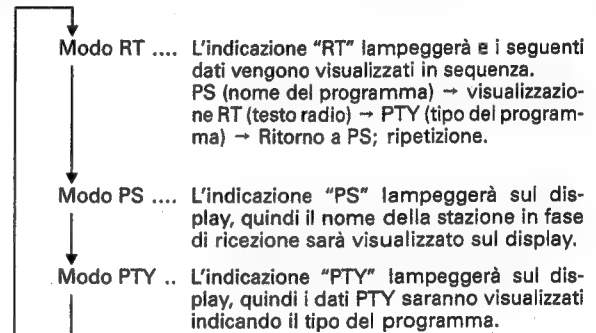 Modo RT .... L'indicazione "RT" lampeggerà e i seguenti
dati vengono visualizzati in sequenza.
PS (nome del programma) → visualizzazio-
ne RT (testo radio) → PTY (tipo del program-
ma) → Ritorno a PS; ripetizione.
Modo PS .... L'indicazione "PS" lampeggerà sul dis-
play, quindi il nome della stazione in fase
di ricezione sarà visualizzato sul display.
Modo PTY .. L'indicazione "PTY" lampeggerà sul dis-
play, quindi i dati PTY saranno visualizzati
indicando il tipo del programma.